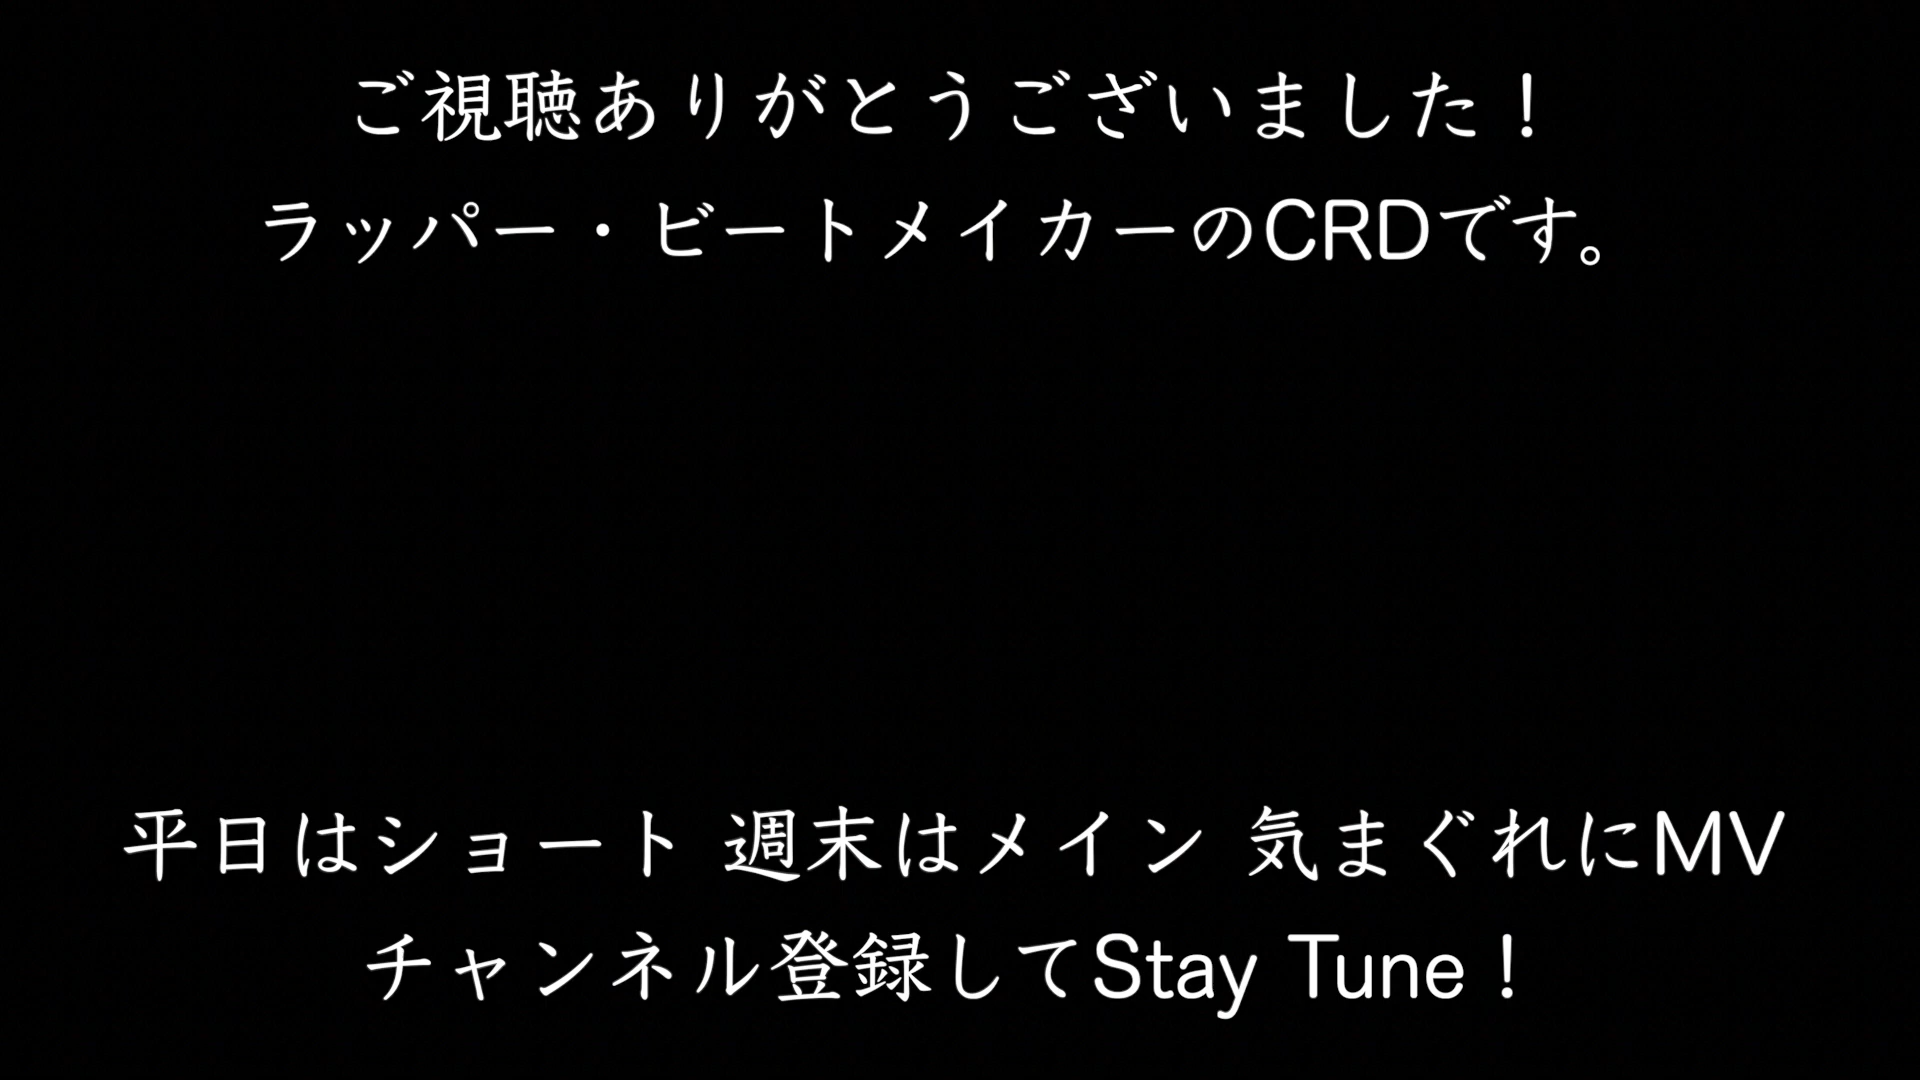 ご視聴ありがとうございました！
ラッパー・ビートメイカーのCRDです。
平日はショート 週末はメイン 気まぐれにMV
チャンネル登録してStay Tune！